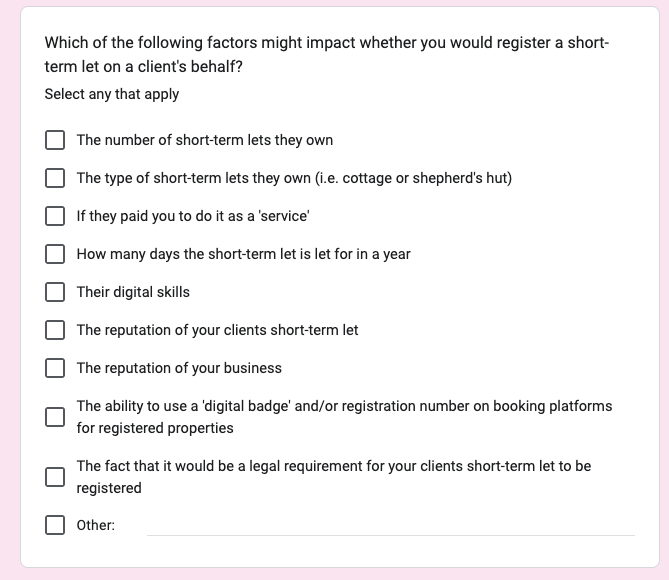 Which of the following factors might impact whether you would register a short-
term let on a client's behalf?
Select any that apply
The number of short-term lets they own
The type of short-term lets they own (i.e. cottage or shepherd's hut)
If they paid you to do it as a 'service'
How many days the short-term let is let for in a year
Their digital skills
The reputation of your clients short-term let
The reputation of your business
The ability to use a 'digital badge' and/or registration number on booking platforms
for registered properties
The fact that it would be a legal requirement for your clients short-term let to be
registered
Other: